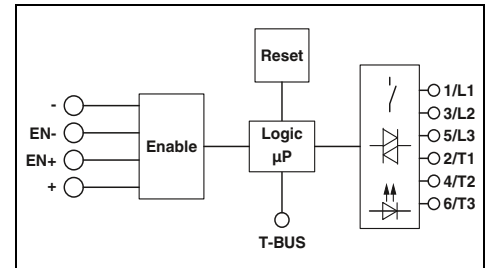 Reset
-
EN-
EN+
+
Enable
Logic
µP
T-BUS
1/L1
3/L2
5/L3
2/T1
4/T2
6/T3